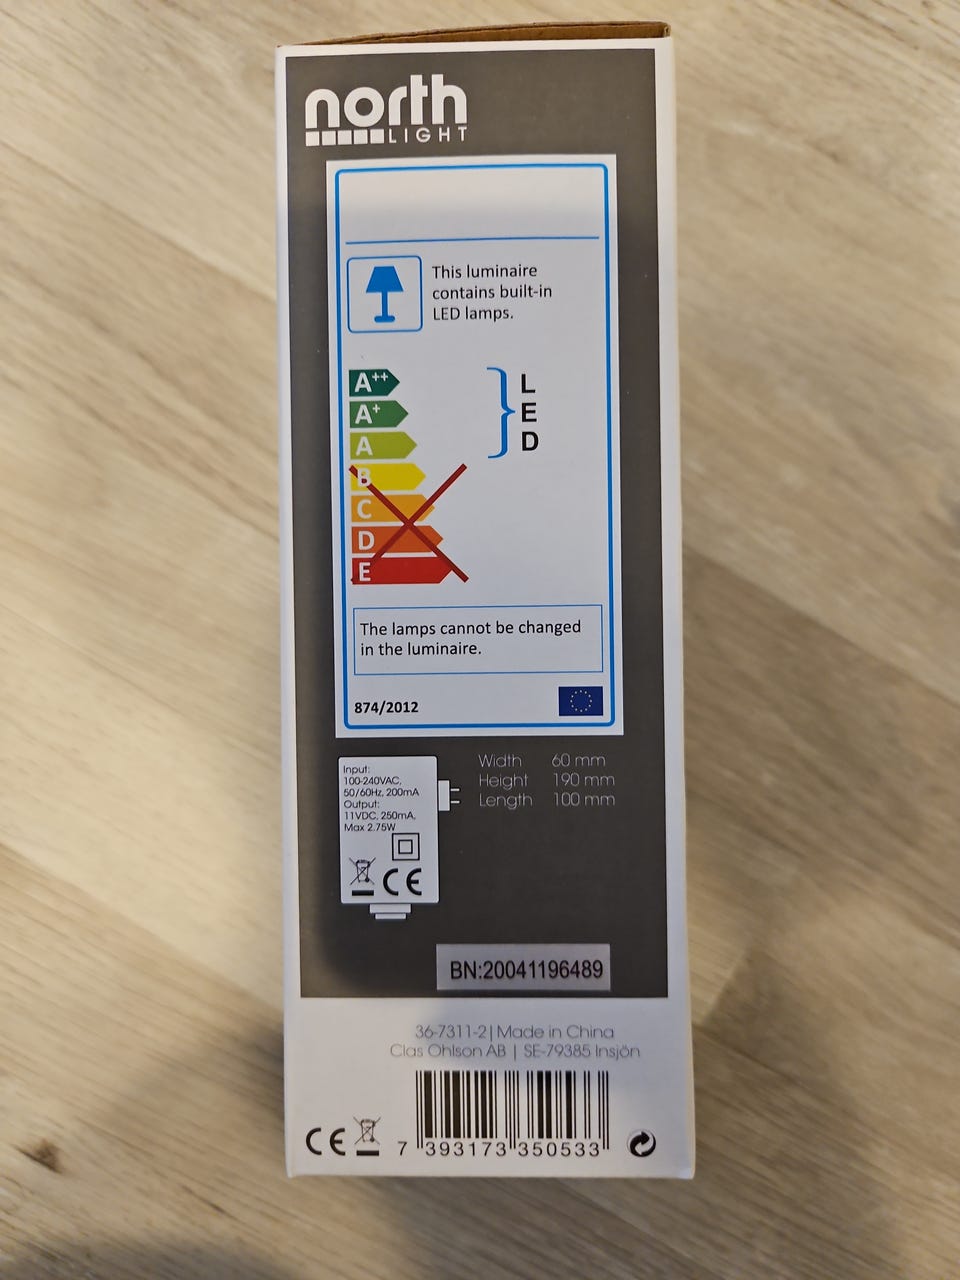 north
LIGHT
This luminaire
contains built-in
LED lamps.
A++
A+
A
B
C
D
E
L
E
D
The lamps cannot be changed
in the luminaire.
874/2012
Input:
100-240VAC,
50/60Hz, 200mA
Output:
11VDC, 250mA,
Max 2.75W
CE
Width 60 mm
Height 190 mm
Length 100 mm
BN:20041196489
36-7311-2 | Made in China
Clas Ohlson AB | SE-79385 Insjön
CE
7 393173 350533